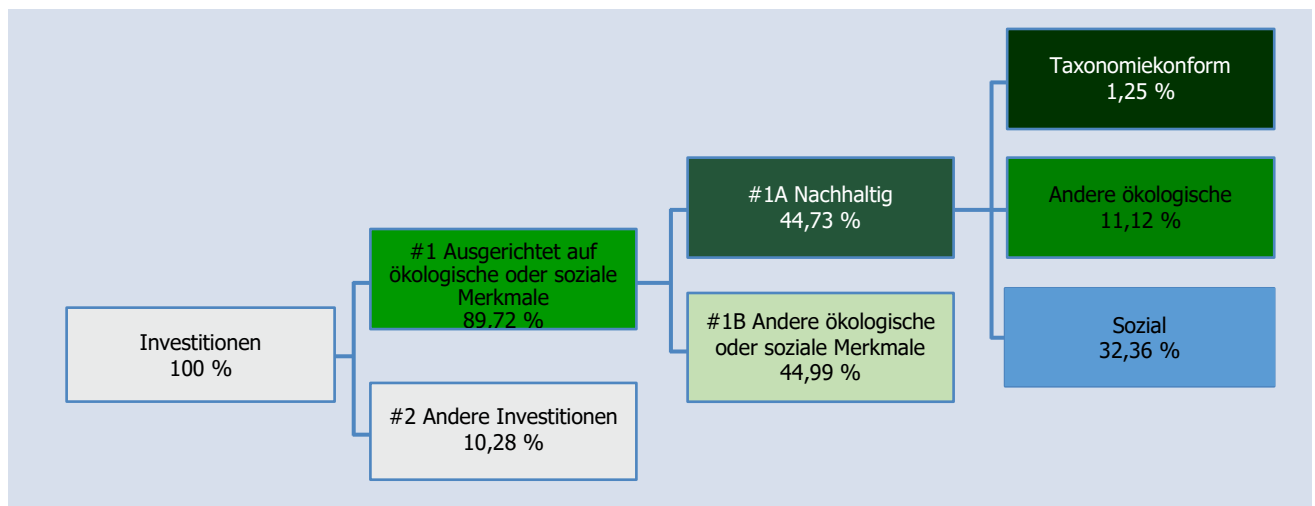 Investitionen
100 %
#1 Ausgerichtet auf
ökologische oder soziale
Merkmale
89,72 %
#2 Andere Investitionen
10,28 %
#1A Nachhaltig
44,73 %
#1B Andere ökologische
oder soziale Merkmale
44,99 %
Taxonomiekonform
1,25 %
Andere ökologische
11,12 %
Sozial
32,36 %